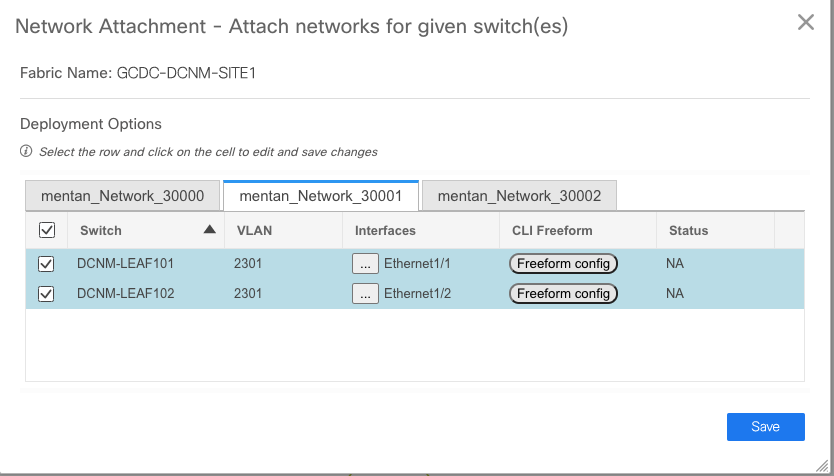 Network Attachment - Attach networks for given switch(es)
Fabric Name: GCDC-DCNM-SITE1
Deployment Options
Select the row and click on the cell to edit and save changes
mentan_Network_30000 mentan_Network_30001 mentan_Network_30002
Switch VLAN Interfaces CLI Freeform Status
DCNM-LEAF101 2301 ... Ethernet1/1 Freeform config NA
DCNM-LEAF102 2301 ... Ethernet1/2 Freeform config NA
Save